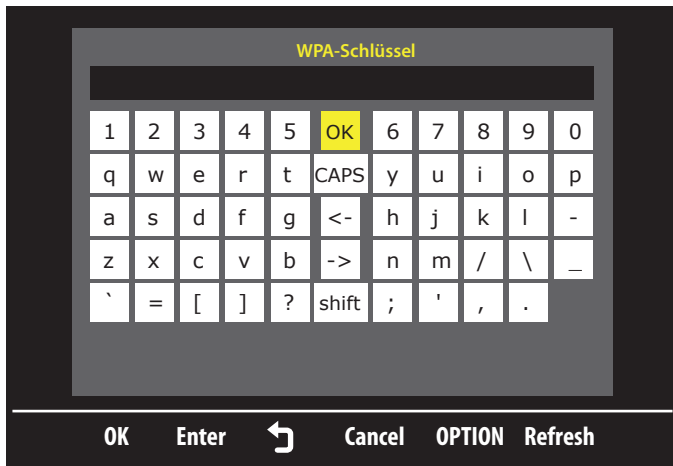 WPA-Schlüssel
1 2 3 4 5 OK 6 7 8 9 0
q w e r t CAPS y u i o p
a s d f g <- h j k l -
z x c v b -> n m / \ _
` = [ ] ? shift ; ' , .
OK Enter Cancel OPTION Refresh